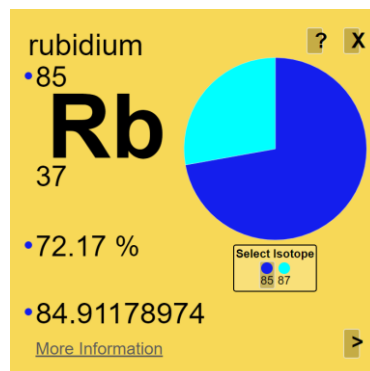 rubidium
? X
•85
Rb
37
•72.17 %
Select Isotope
85 87
•84.91178974
More Information
>